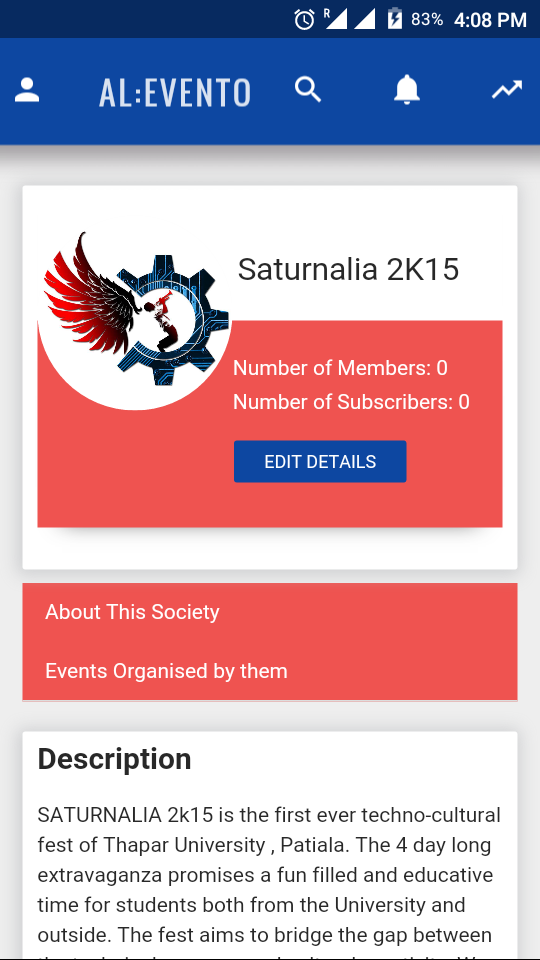 R 83% 4:08 PM
AL:EVENTO
Saturnalia 2K15
Number of Members: 0
Number of Subscribers: 0
EDIT DETAILS
About This Society
Events Organised by them
Description
SATURNALIA 2k15 is the first ever techno-cultural
fest of Thapar University , Patiala. The 4 day long
extravaganza promises a fun filled and educative
time for students both from the University and
outside. The fest aims to bridge the gap between